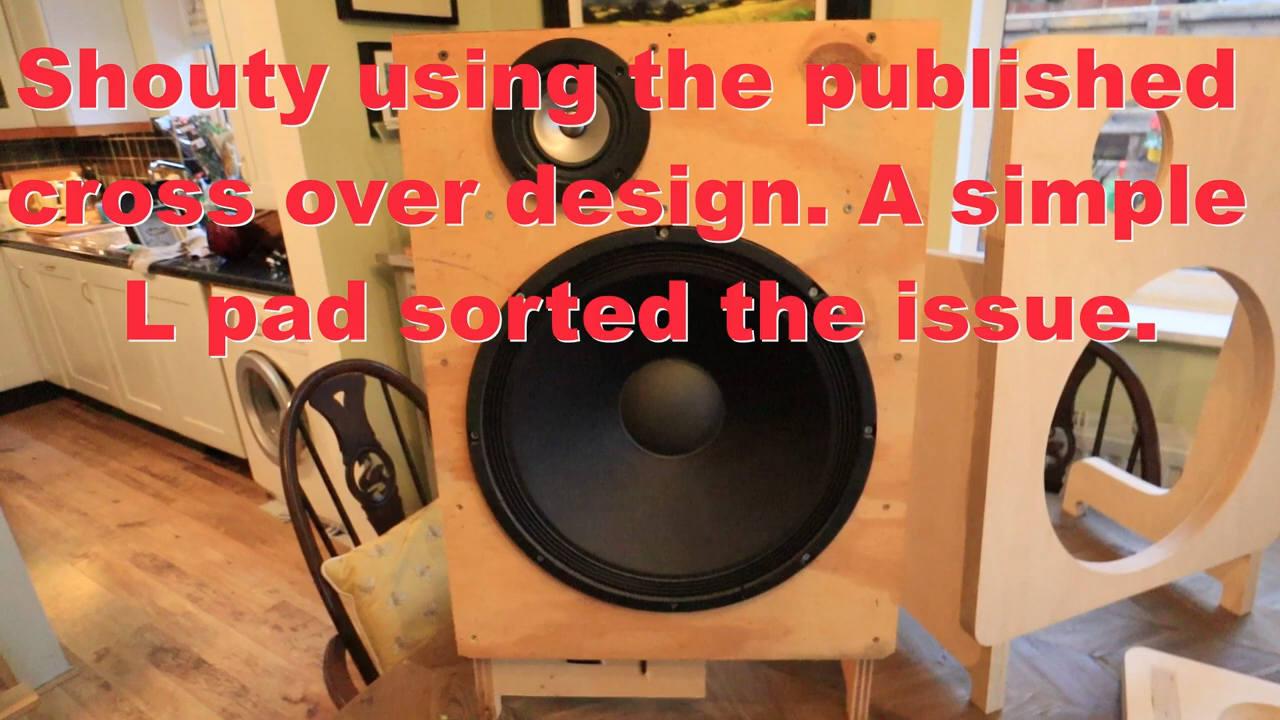 Shouty using the published
cross over design. A simple
L pad sorted the issue.